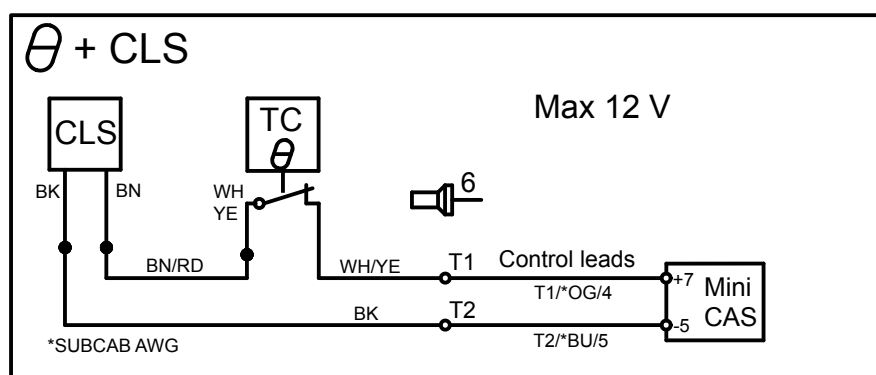 θ + CLS
Max 12 V
CLS
TC
θ
BK
BN
WH
YE
6
BN/RD
WH/YE
T1
Control leads
T1/*OG/4
+7
Mini
CAS
-5
BK
T2
T2/*BU/5
*SUBCAB AWG